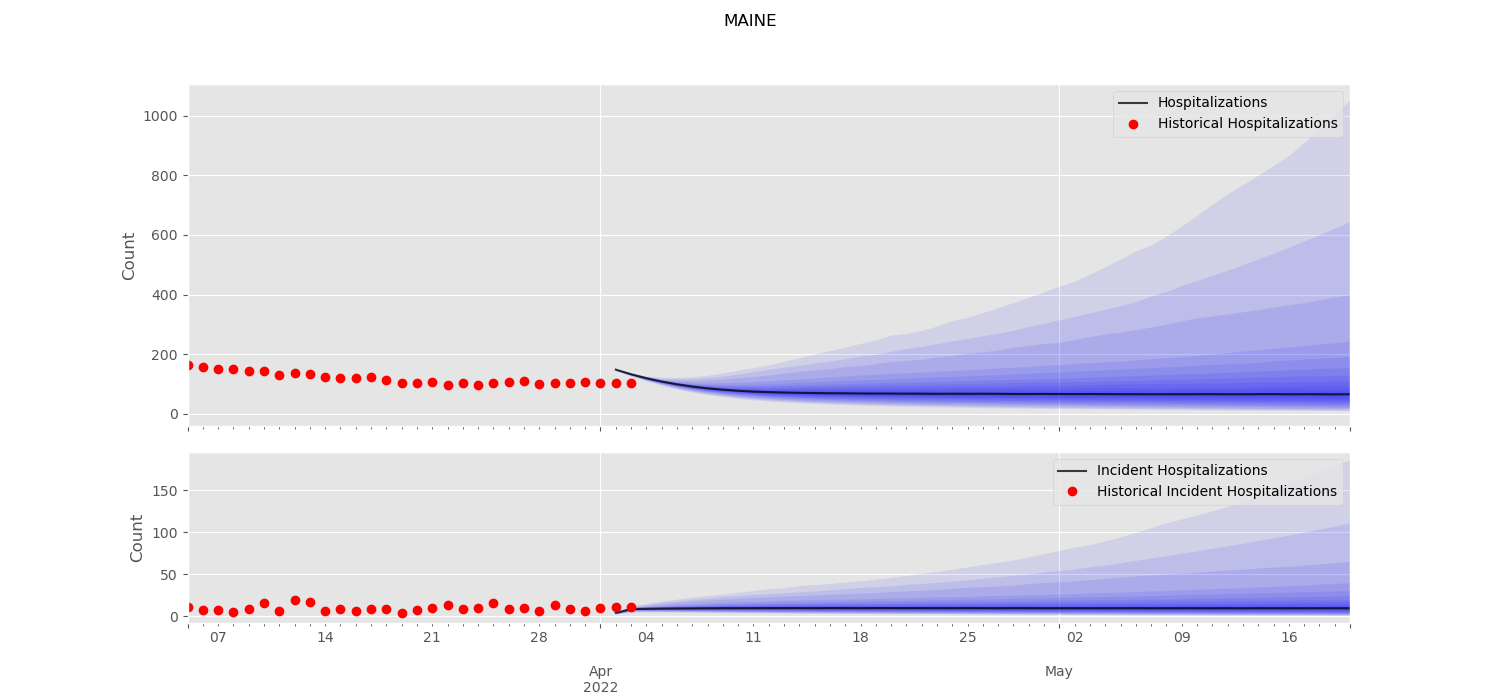 MAINE
Hospitalizations
Historical Hospitalizations
1000
800
600
400
200
0
Count
Incident Hospitalizations
Historical Incident Hospitalizations
150
100
50
0
Count
07 14 21 28 04 11 18 25 02 09 16
Apr May
2022